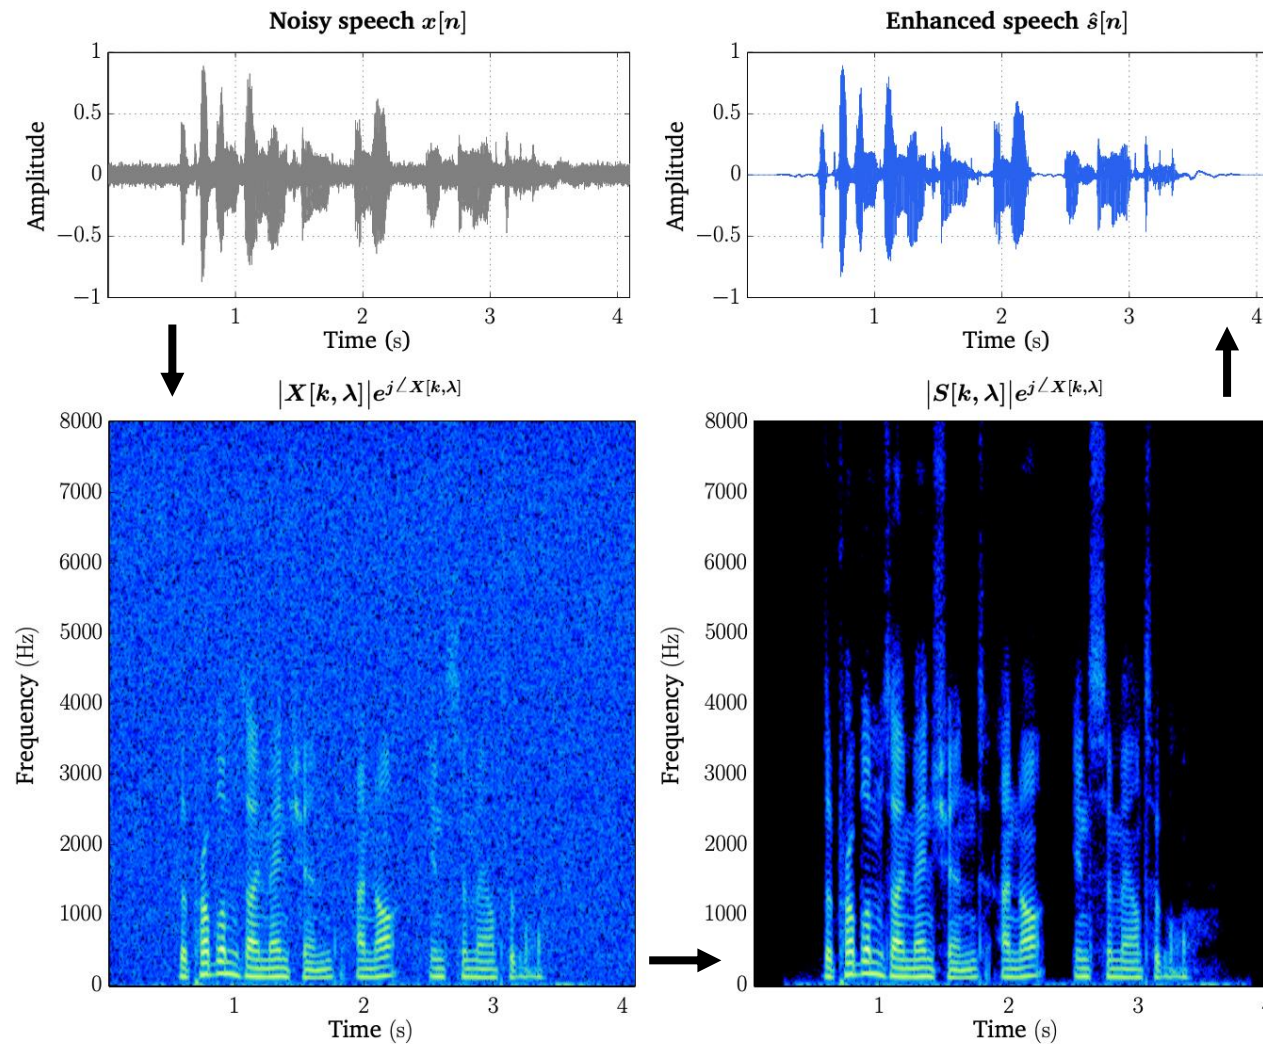 Noisy speech x[n]
Enhanced speech ŝ[n]
1
0.5
0
−0.5
−1
Amplitude
1 2 3 4
Time (s)
1
0.5
0
−0.5
−1
Amplitude
1 2 3 4
Time (s)
|X[k, λ]|e^{j∠X[k,λ]}
8000
7000
6000
5000
4000
3000
2000
1000
0
Frequency (Hz)
1 2 3 4
Time (s)
|S[k, λ]|e^{j∠X[k,λ]}
8000
7000
6000
5000
4000
3000
2000
1000
0
Frequency (Hz)
1 2 3
Time (s)